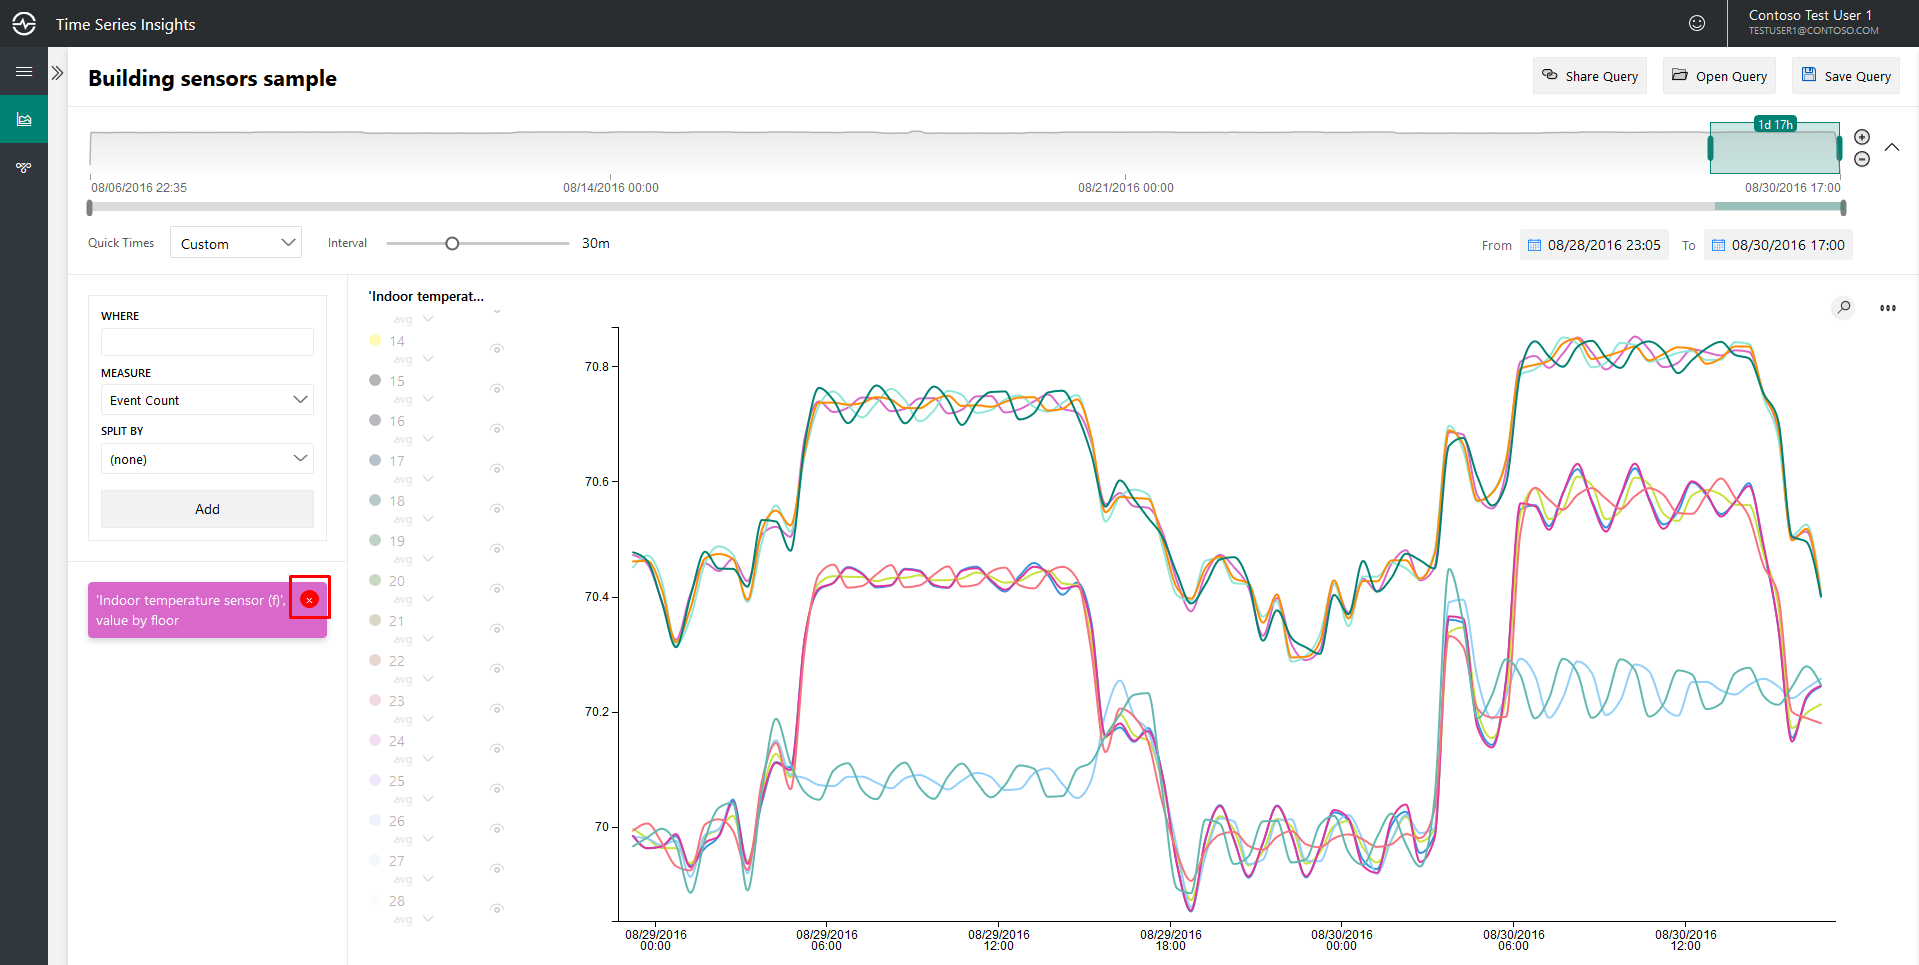 Time Series Insights
Contoso Test User 1
TESTUSER1@CONTOSO.COM
Building sensors sample
Share Query
Open Query
Save Query
1d 17h
08/06/2016 22:35
08/14/2016 00:00
08/21/2016 00:00
08/30/2016 17:00
Quick Times
Custom
Interval
30m
From
08/28/2016 23:05
To
08/30/2016 17:00
WHERE
MEASURE
Event Count
SPLIT BY
(none)
Add
'Indoor temperature sensor (f)',
value by floor
'Indoor temperat...
avg
14
avg
15
avg
16
avg
17
avg
18
avg
19
avg
20
avg
21
avg
22
avg
23
avg
24
avg
25
avg
26
avg
27
avg
28
avg
70.8
70.6
70.4
70.2
70
08/29/2016
00:00
08/29/2016
06:00
08/29/2016
12:00
08/29/2016
18:00
08/30/2016
00:00
08/30/2016
06:00
08/30/2016
12:00